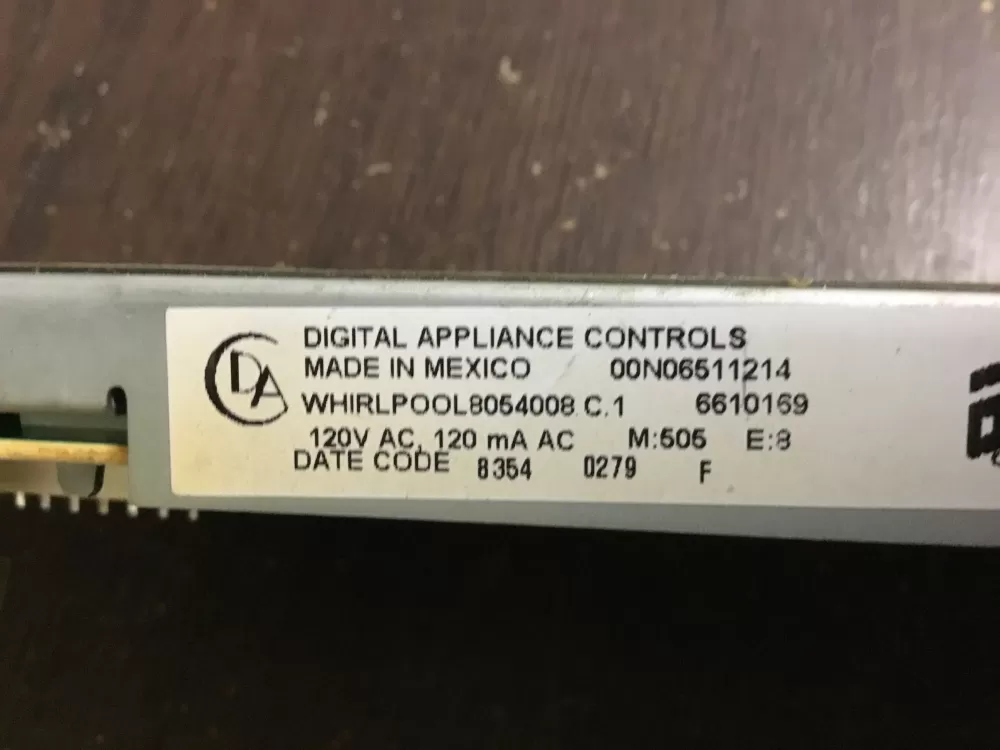 DA
DIGITAL APPLIANCE CONTROLS
MADE IN MEXICO 00N06511214
WHIRLPOOL8054008 C.1 6610169
120V AC, 120 mA AC M:505 E:8
DATE CODE 8354 0279 F